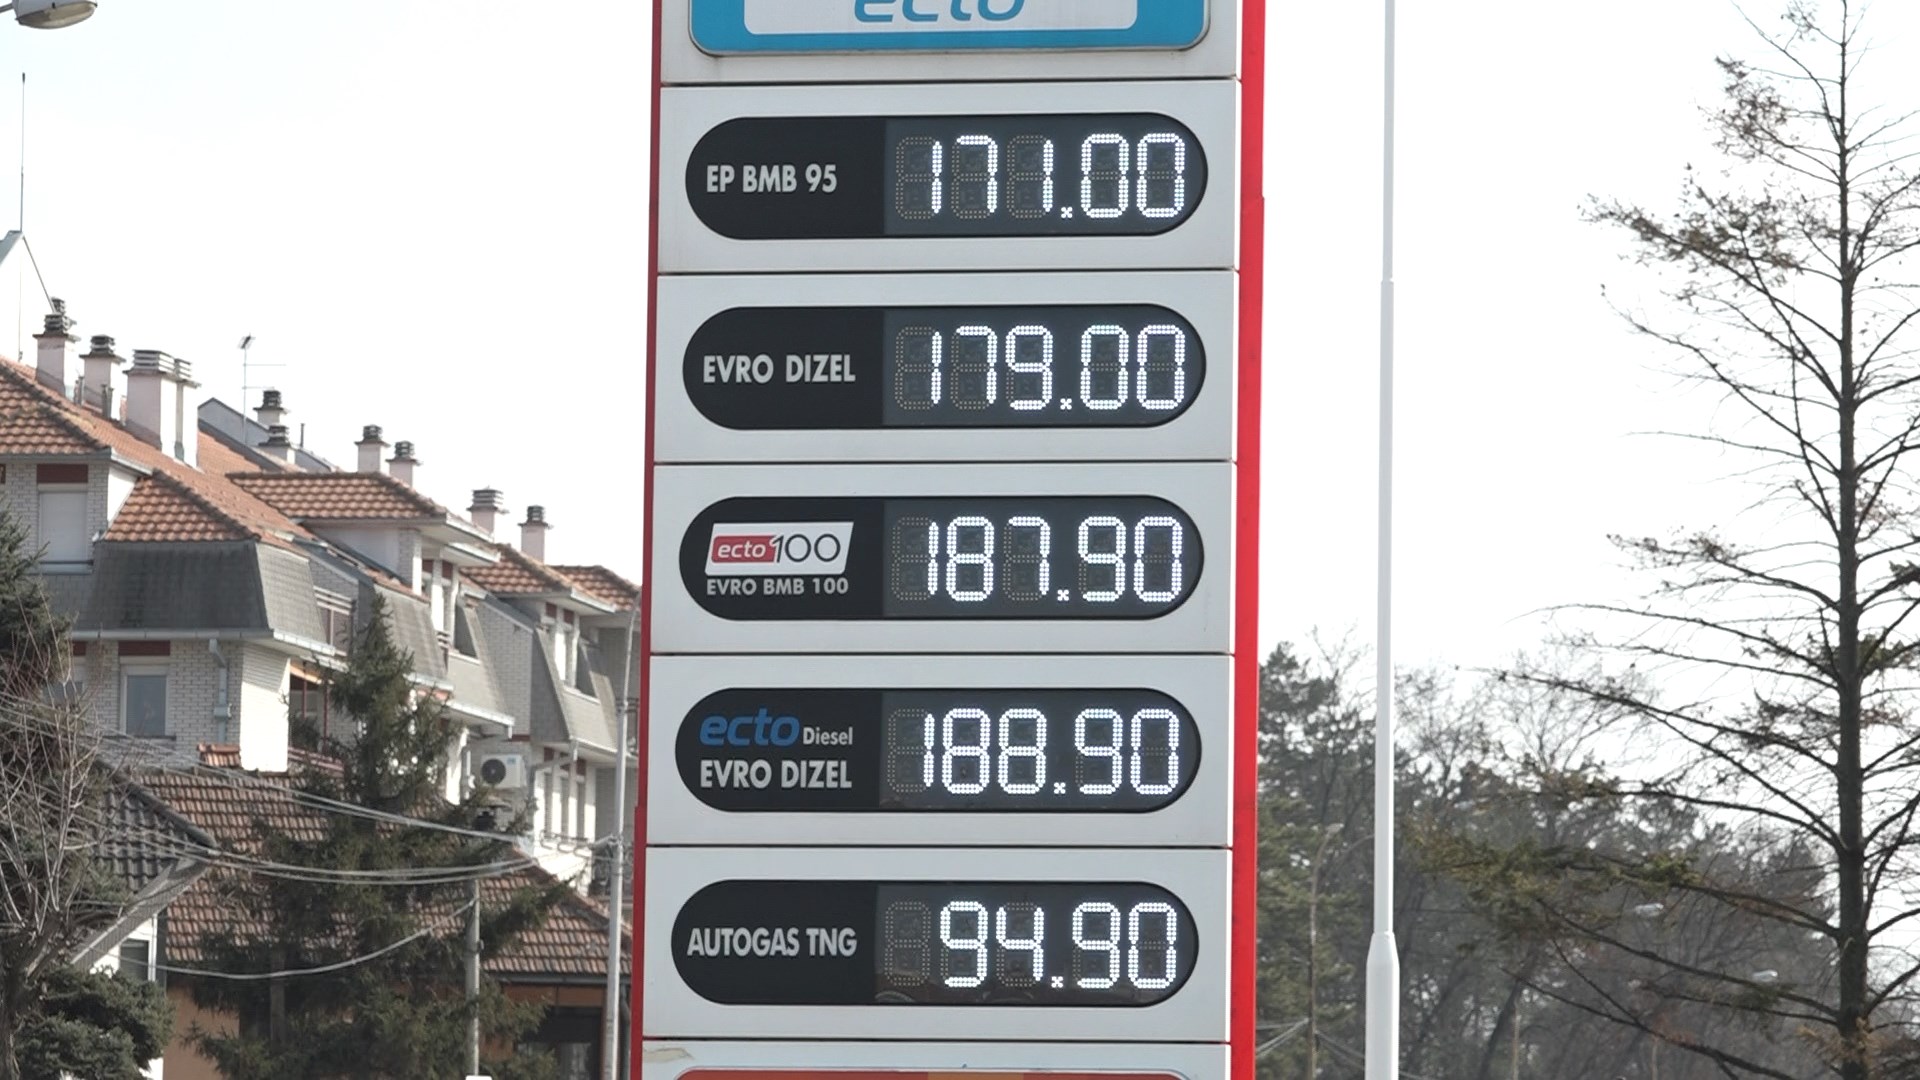 ecto
EP BMB 95 171.00
EVRO DIZEL 179.00
ecto100
EVRO BMB 100 187.90
ecto Diesel
EVRO DIZEL 188.90
AUTOGAS TNG 94.90